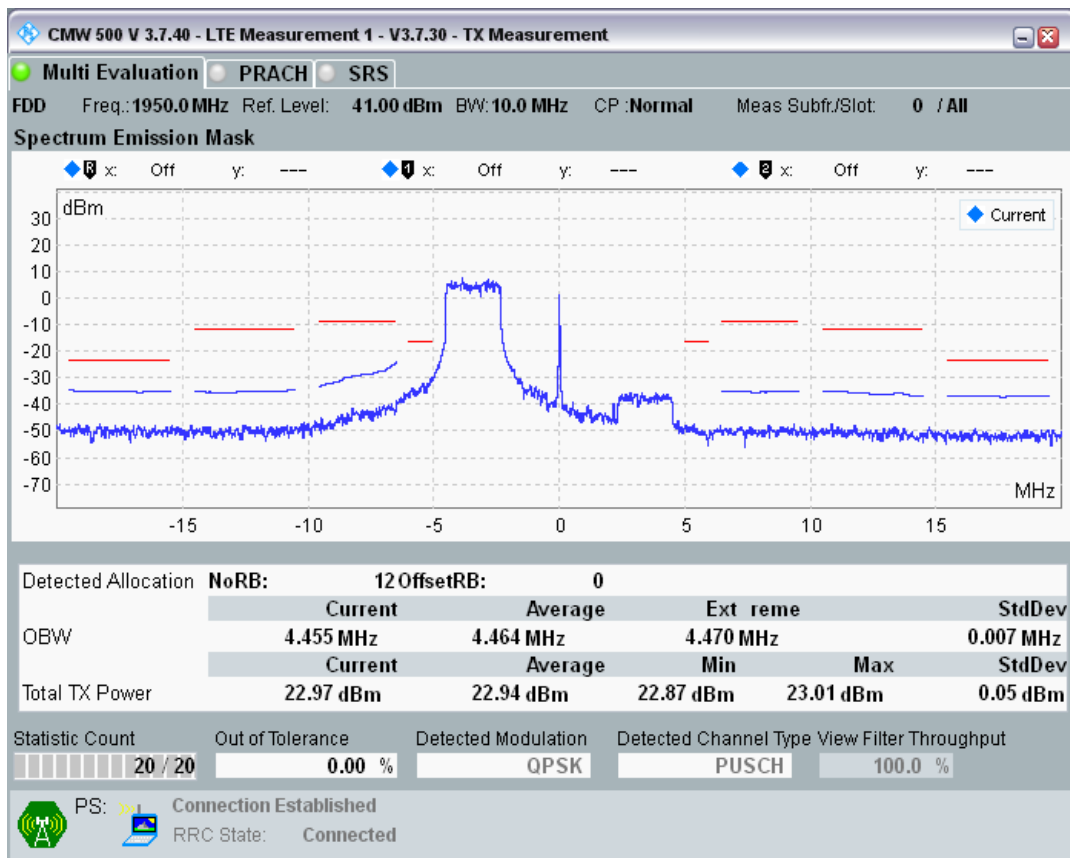 CMW 500 V 3.7.40 - LTE Measurement 1 - V3.7.30 - TX Measurement
Multi Evaluation PRACH SRS
FDD Freq.: 1950.0 MHz Ref. Level: 41.00 dBm BW: 10.0 MHz CP :Normal Meas Subfr./Slot: 0 / All
Spectrum Emission Mask
R x: Off y: --- 1 x: Off y: --- 2 x: Off y: ---
dBm
Current
30
20
10
0
-10
-20
-30
-40
-50
-60
-70
MHz
-15 -10 -5 0 5 10 15
Detected Allocation NoRB: 12 OffsetRB: 0
Current Average Ext reme StdDev
OBW 4.455 MHz 4.464 MHz 4.470 MHz 0.007 MHz
Current Average Min Max StdDev
Total TX Power 22.97 dBm 22.94 dBm 22.87 dBm 23.01 dBm 0.05 dBm
Statistic Count Out of Tolerance Detected Modulation Detected Channel Type View Filter Throughput
20 / 20 0.00 % QPSK PUSCH 100.0 %
PS: Connection Established
RRC State: Connected